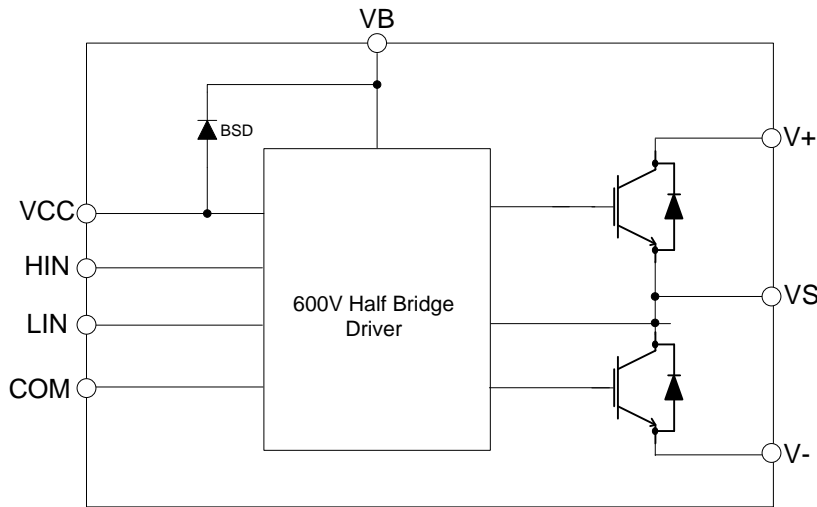 VB
BSD
V+
VCC
HIN
VS
600V Half Bridge
Driver
LIN
COM
V-